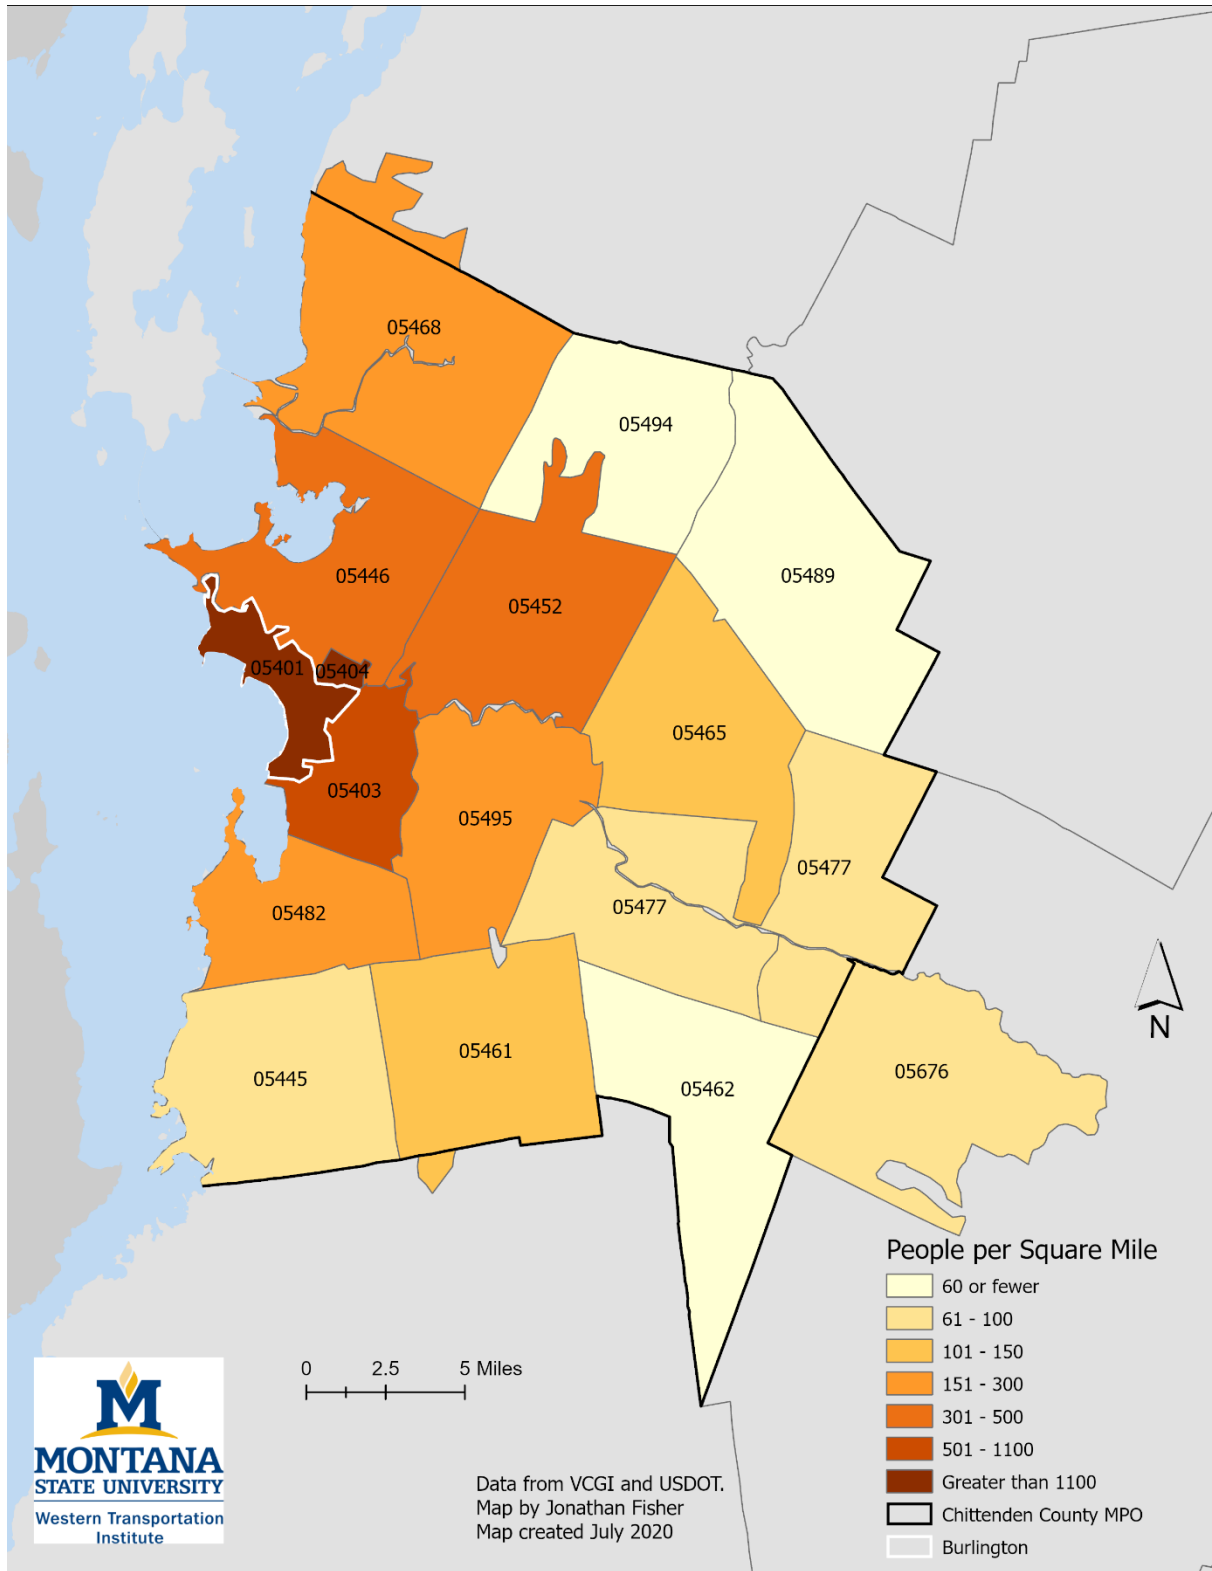 05468
05494
05489
05446
05452
05401
05404
05465
05403
05495
05477
05477
05482
05461
05445
05462
05676
N
People per Square Mile
60 or fewer
61 - 100
101 - 150
151 - 300
301 - 500
501 - 1100
Greater than 1100
Chittenden County MPO
Burlington
0 2.5 5 Miles
M
MONTANA
STATE UNIVERSITY
Western Transportation
Institute
Data from VCGI and USDOT.
Map by Jonathan Fisher
Map created July 2020